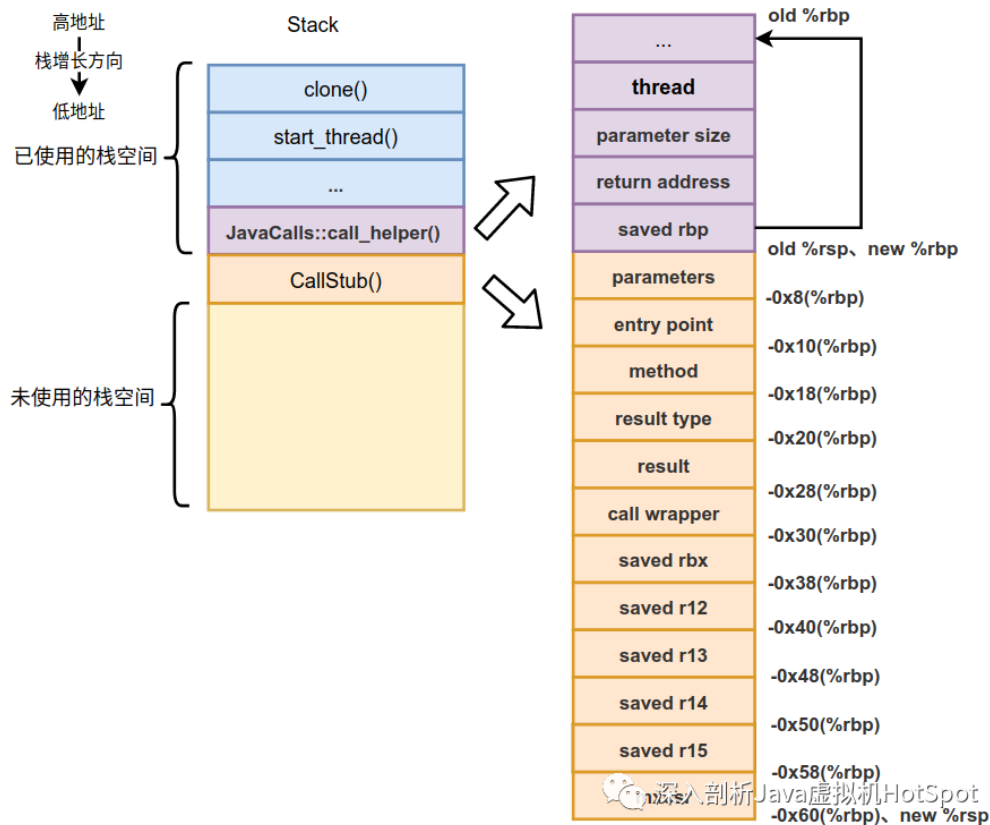 高地址
栈增长方向
低地址
已使用的栈空间
未使用的栈空间
Stack
clone()
start_thread()
...
JavaCalls::call_helper()
CallStub()
old %rbp
...
thread
parameter size
return address
saved rbp
old %rsp、new %rbp
parameters
-0x8(%rbp)
entry point
-0x10(%rbp)
method
-0x18(%rbp)
result type
-0x20(%rbp)
result
-0x28(%rbp)
call wrapper
-0x30(%rbp)
saved rbx
-0x38(%rbp)
saved r12
-0x40(%rbp)
saved r13
-0x48(%rbp)
saved r14
-0x50(%rbp)
saved r15
-0x58(%rbp)
深入剖析Java虚拟机HotSpot
-0x60(%rbp)、new %rsp